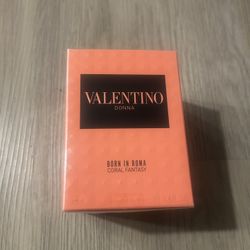 VALENTINO
DONNA
BORN IN ROMA
CORAL FANTASY